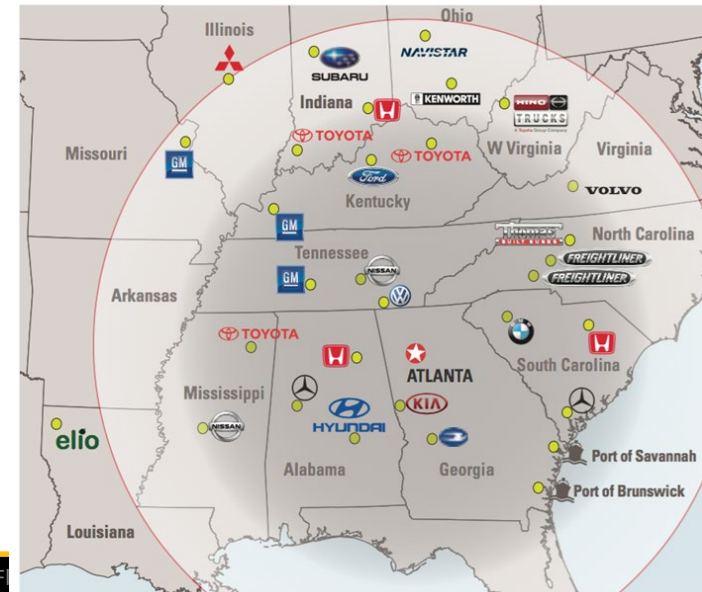 Ohio
Illinois
NAVISTAR
SUBARU
Indiana
KENWORTH
HINO
TRUCKS
A Toyota Group Company
TOYOTA
TOYOTA
W Virginia
Virginia
Missouri
GM
Ford
VOLVO
Kentucky
GM
Thomas
BUILT BUSES
North Carolina
Tennessee
FREIGHTLINER
NISSAN
FREIGHTLINER
GM
Arkansas
TOYOTA
ATLANTA
South Carolina
Mississippi
KIA
HYUNDAI
NISSAN
elio
Alabama
Georgia
Port of Savannah
Port of Brunswick
Louisiana